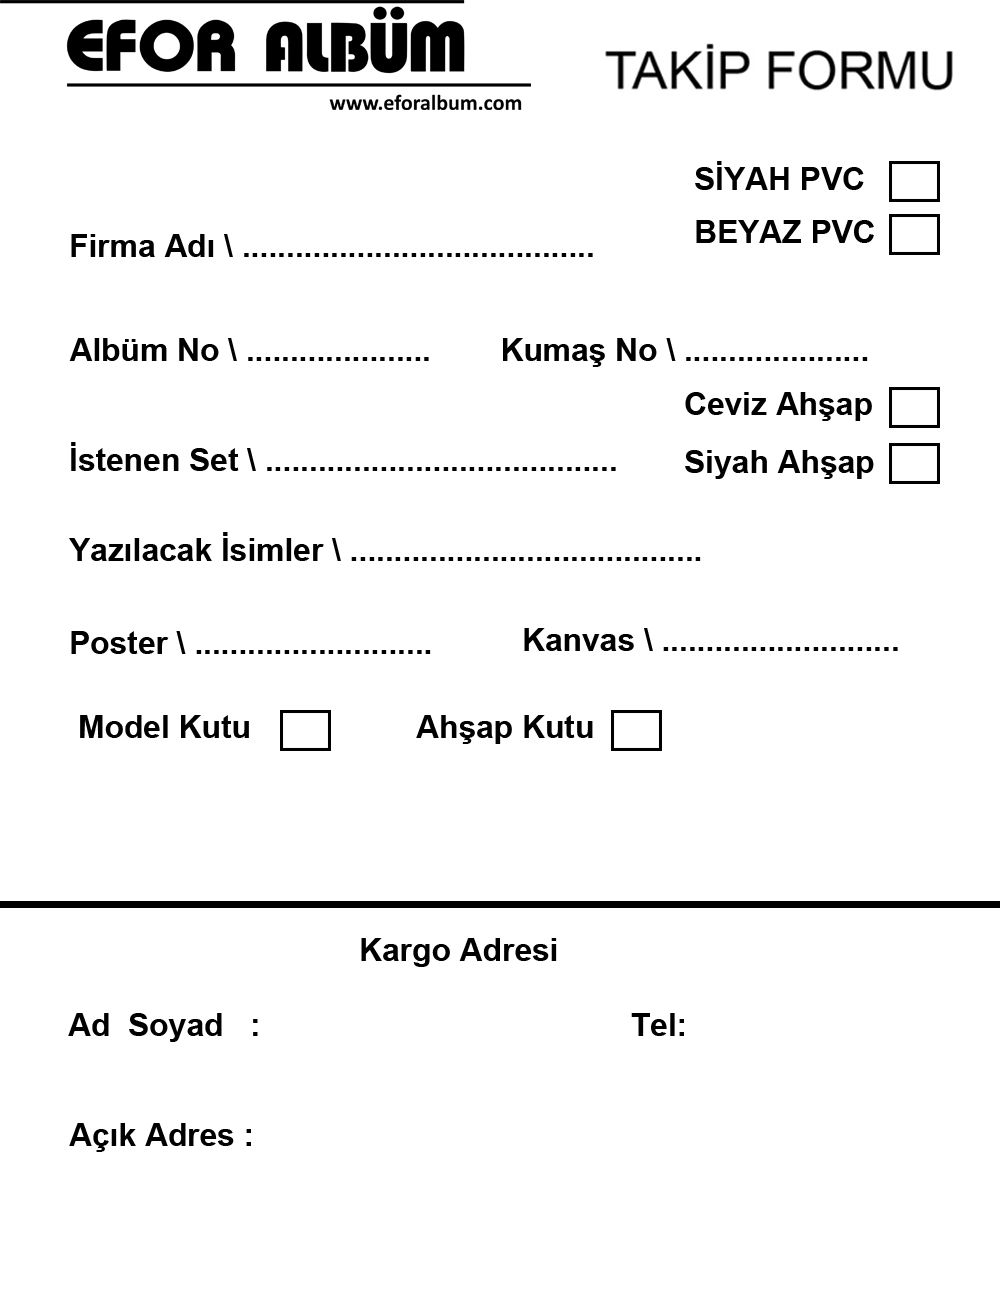 EFOR ALBÜM
www.eforalbum.com
TAKİP FORMU
SİYAH PVC
BEYAZ PVC
Firma Adı \ ........................................
Albüm No \ .....................
Kumaş No \ .....................
Ceviz Ahşap
İstenen Set \ ........................................
Siyah Ahşap
Yazılacak İsimler \ ........................................
Poster \ ...........................
Kanvas \ ...........................
Model Kutu
Ahşap Kutu
Kargo Adresi
Ad Soyad :
Tel:
Açık Adres :